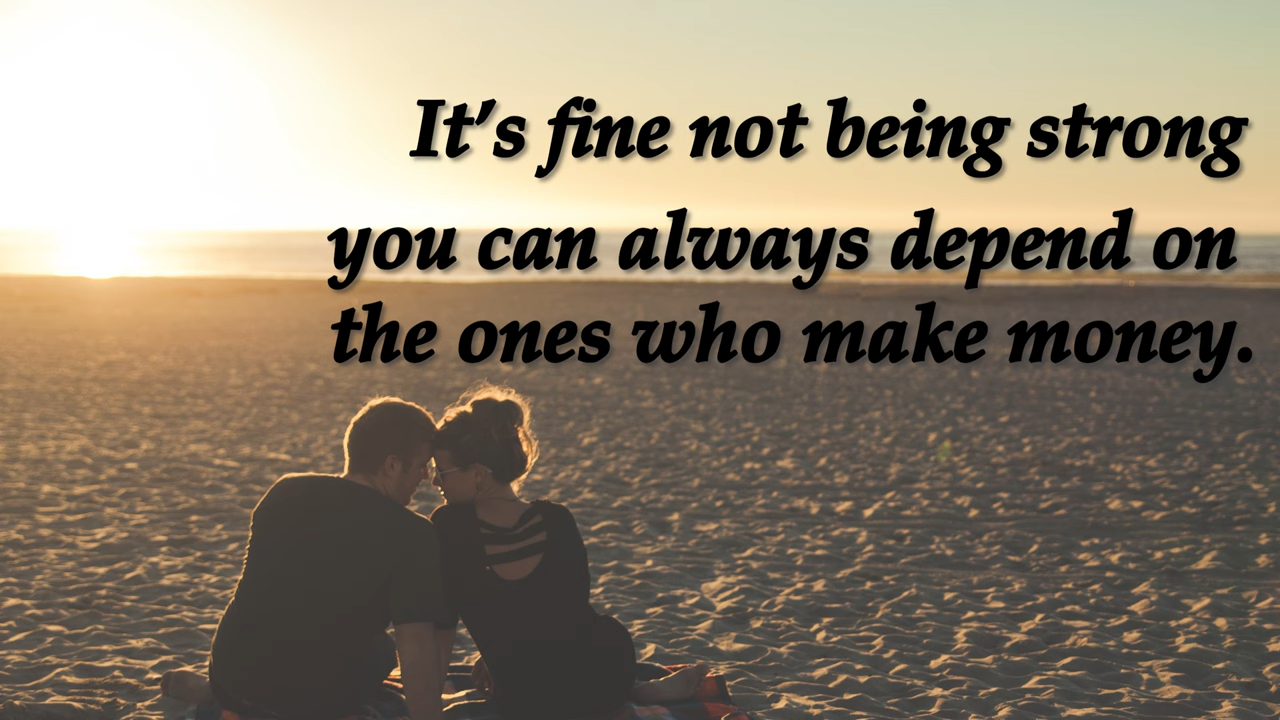 It’s fine not being strong
you can always depend on
the ones who make money.